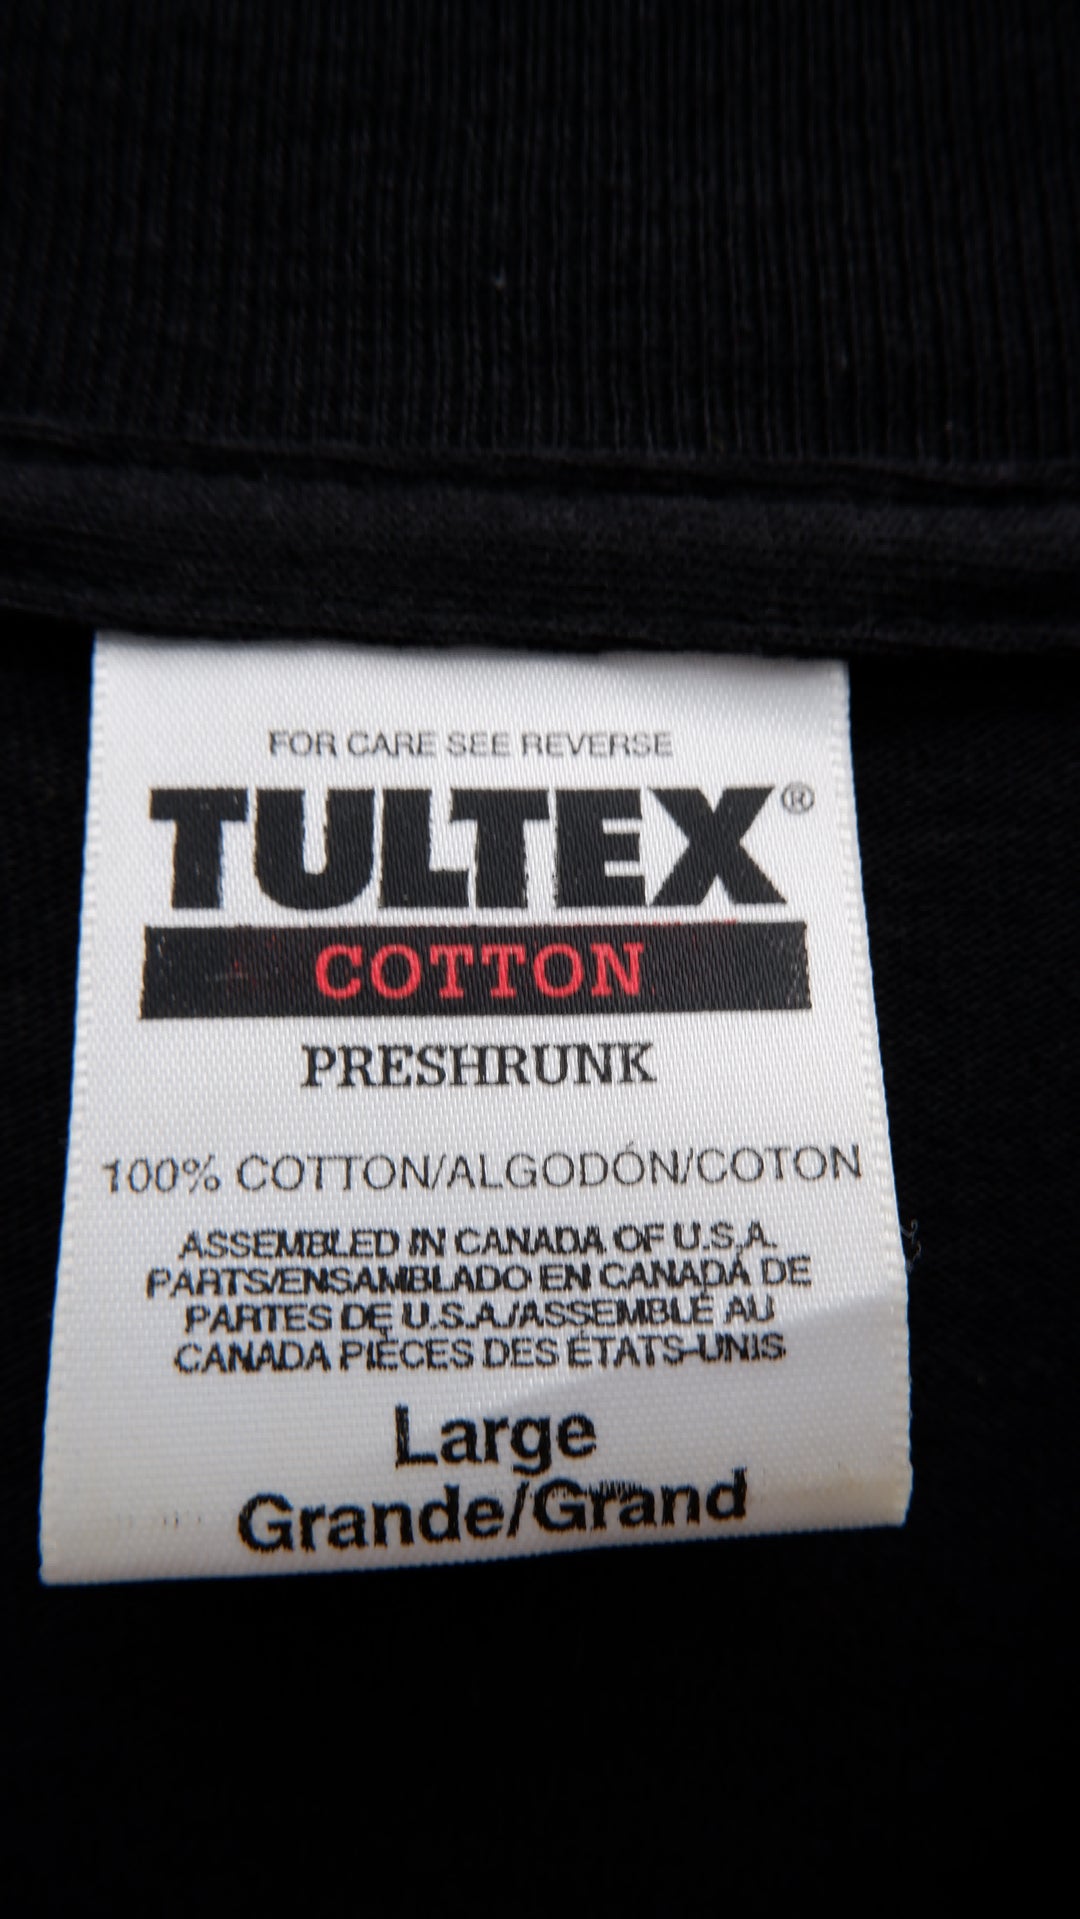 FOR CARE SEE REVERSE
TULTEX®
COTTON
PRESHRUNK
100% COTTON/ALGODÓN/COTON
ASSEMBLED IN CANADA OF U.S.A.
PARTS/ENSAMBLADO EN CANADÁ DE
PARTES DE U.S.A./ASSEMBLÉ AU
CANADA PIÈCES DES ÉTATS-UNIS
Large
Grande/Grand